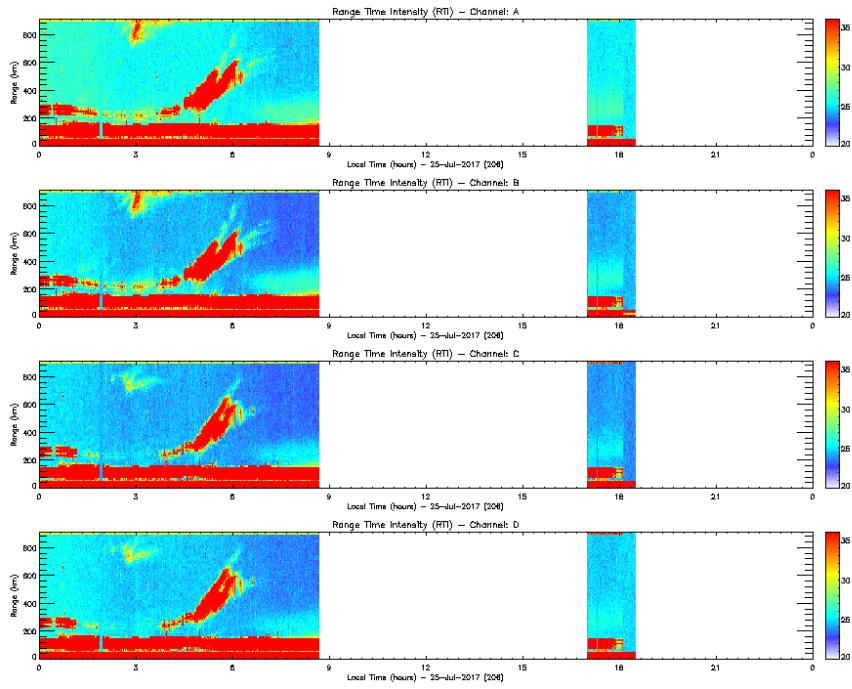 Range Time Intensity (RTI) – Channel: A
Range (km)
800
600
400
200
0
0 3 6 9 12 15 18 21 0
Local Time (hours) – 25-Jul-2017 [206]
35
30
25
20
Range Time Intensity (RTI) – Channel: B
Range (km)
800
600
400
200
0
0 3 6 9 12 15 18 21 0
Local Time (hours) – 25-Jul-2017 [206]
35
30
25
20
Range Time Intensity (RTI) – Channel: C
Range (km)
800
600
400
200
0
0 3 6 9 12 15 18 21 0
Local Time (hours) – 25-Jul-2017 [206]
35
30
25
20
Range Time Intensity (RTI) – Channel: D
Range (km)
800
600
400
200
0
0 3 6 9 12 15 18 21 0
Local Time (hours) – 25-Jul-2017 [206]
35
30
25
20